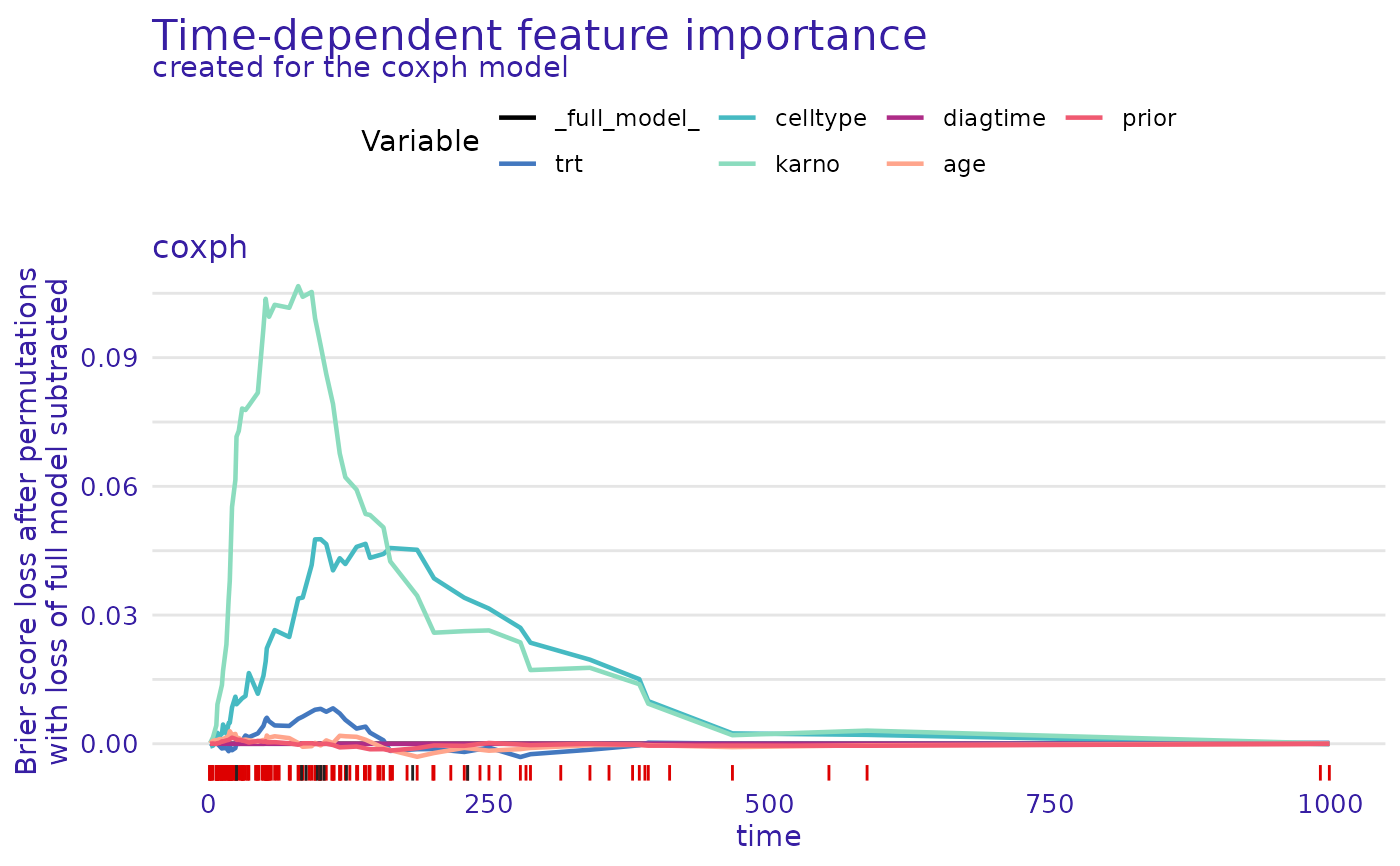 Time-dependent feature importance
created for the coxph model
Variable
_full_model_ celltype diagtime prior
trt karno age
coxph
Brier score loss after permutations
with loss of full model subtracted
0.09
0.06
0.03
0.00
0 250 500 750 1000
time